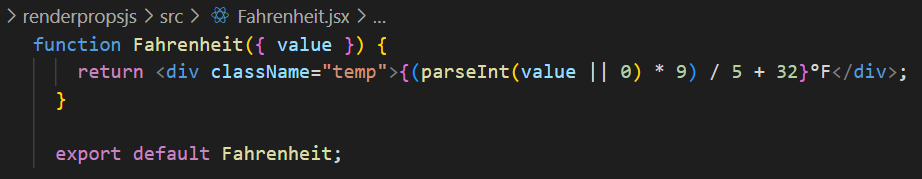 > renderpropsjs > src > Fahrenheit.jsx > ...
function Fahrenheit({ value }) {
return <div className="temp">{(parseInt(value || 0) * 9) / 5 + 32}°F</div>;
}
export default Fahrenheit;